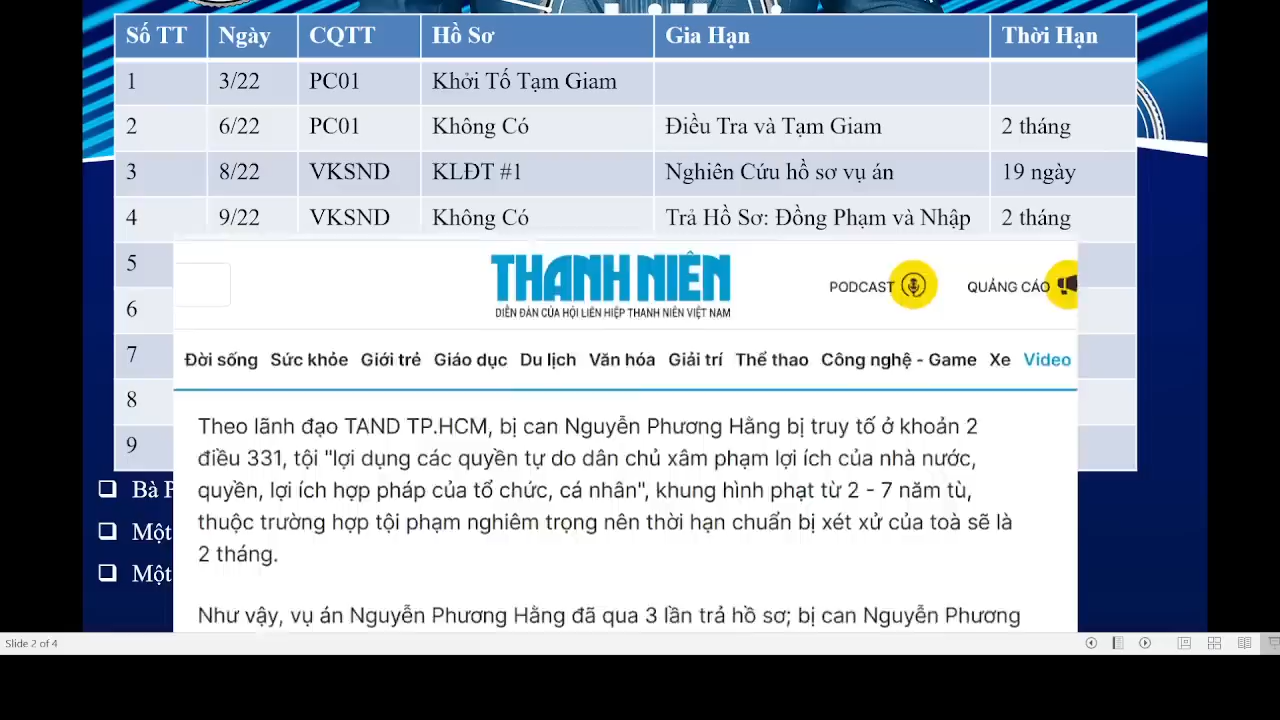 Số TT Ngày CQTT Hồ Sơ Gia Hạn Thời Hạn
1 3/22 PC01 Khởi Tố Tạm Giam
2 6/22 PC01 Không Có Điều Tra và Tạm Giam 2 tháng
3 8/22 VKSND KLĐT #1 Nghiên Cứu hồ sơ vụ án 19 ngày
4 9/22 VKSND Không Có Trả Hồ Sơ: Đồng Phạm và Nhập 2 tháng
5
6
7
8
9
THANH NIÊN
DIỄN ĐÀN CỦA HỘI LIÊN HIỆP THANH NIÊN VIỆT NAM
PODCAST QUẢNG CÁO
Đời sống Sức khỏe Giới trẻ Giáo dục Du lịch Văn hóa Giải trí Thể thao Công nghệ - Game Xe Video
Theo lãnh đạo TAND TP.HCM, bị can Nguyễn Phương Hằng bị truy tố ở khoản 2
điều 331, tội "lợi dụng các quyền tự do dân chủ xâm phạm lợi ích của nhà nước,
quyền, lợi ích hợp pháp của tổ chức, cá nhân", khung hình phạt từ 2 - 7 năm tù,
thuộc trường hợp tội phạm nghiêm trọng nên thời hạn chuẩn bị xét xử của toà sẽ là
2 tháng.
Như vậy, vụ án Nguyễn Phương Hằng đã qua 3 lần trả hồ sơ; bị can Nguyễn Phương
Bà P
Một
Một
Slide 2 of 4